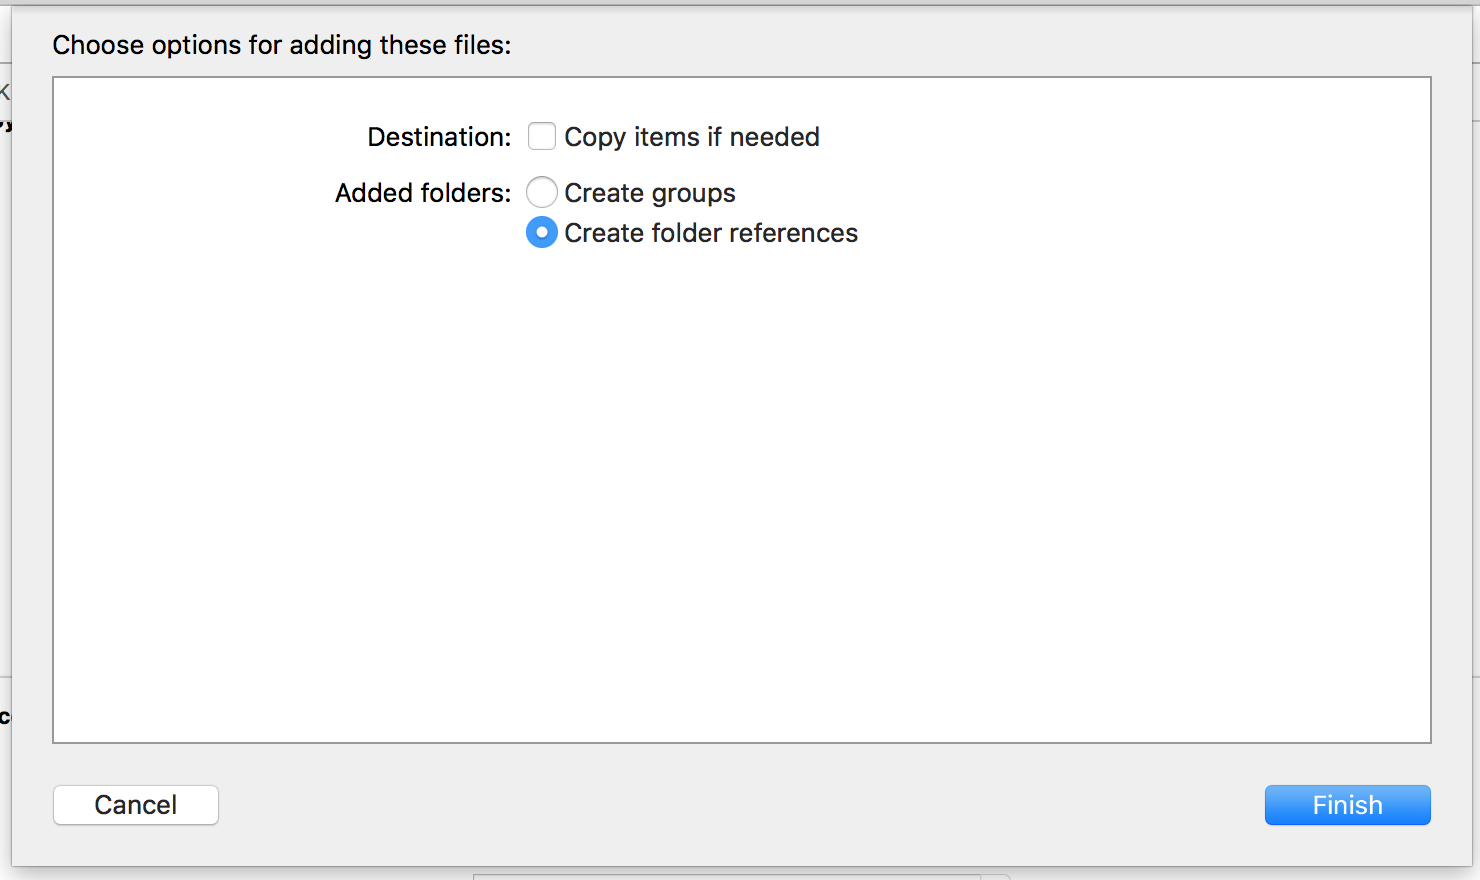 Choose options for adding these files:
Destination: Copy items if needed
Added folders: Create groups
Create folder references
Cancel Finish